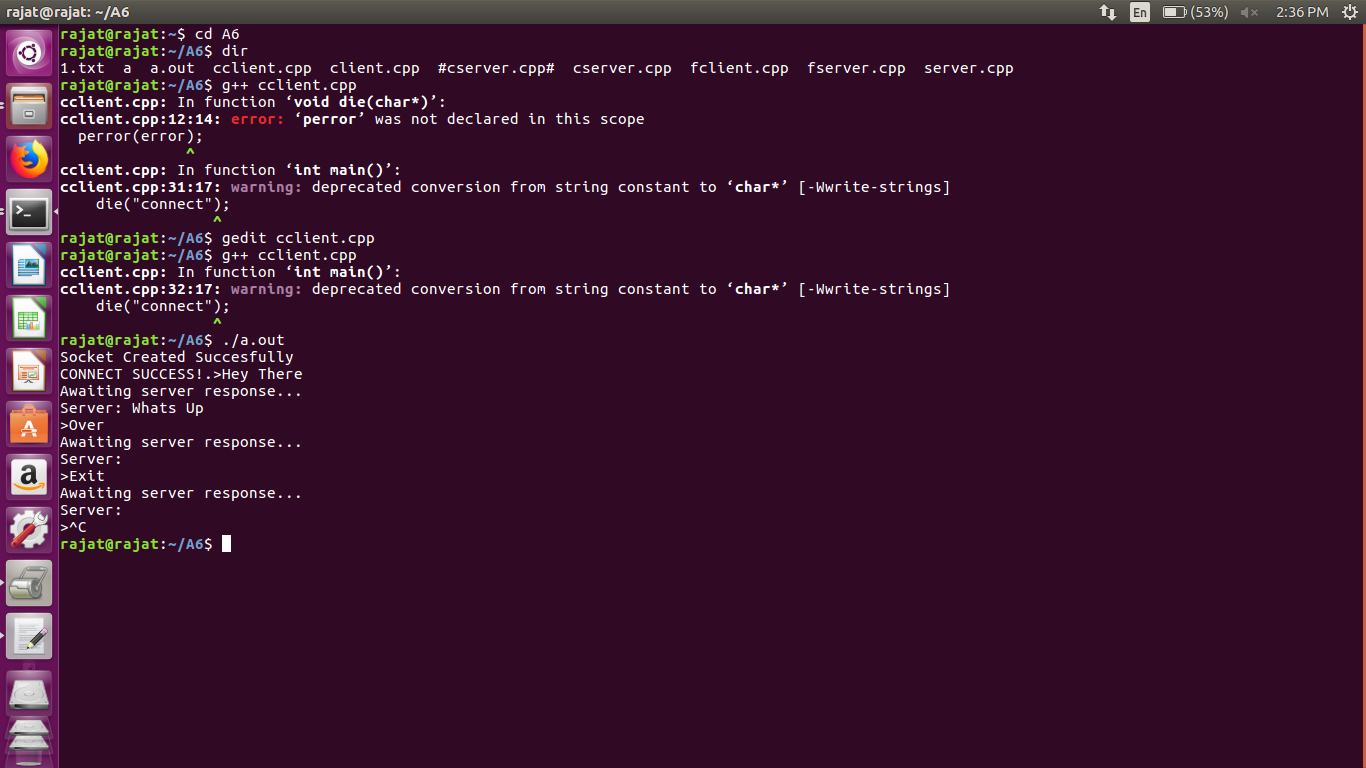 rajat@rajat: ~/A6
En (53%) 2:36 PM
rajat@rajat:~$ cd A6
rajat@rajat:~/A6$ dir
1.txt  a  a.out  cclient.cpp  client.cpp  #cserver.cpp#  cserver.cpp  fclient.cpp  fserver.cpp  server.cpp
rajat@rajat:~/A6$ g++ cclient.cpp
cclient.cpp: In function ‘void die(char*)’:
cclient.cpp:12:14: error: ‘perror’ was not declared in this scope
  perror(error);
              ^
cclient.cpp: In function ‘int main()’:
cclient.cpp:31:17: warning: deprecated conversion from string constant to ‘char*’ [-Wwrite-strings]
    die("connect");
                 ^
rajat@rajat:~/A6$ gedit cclient.cpp
rajat@rajat:~/A6$ g++ cclient.cpp
cclient.cpp: In function ‘int main()’:
cclient.cpp:32:17: warning: deprecated conversion from string constant to ‘char*’ [-Wwrite-strings]
    die("connect");
                 ^
rajat@rajat:~/A6$ ./a.out
Socket Created Succesfully
CONNECT SUCCESS!.>Hey There
Awaiting server response...
Server: Whats Up
>Over
Awaiting server response...
Server:
>Exit
Awaiting server response...
Server:
>^C
rajat@rajat:~/A6$